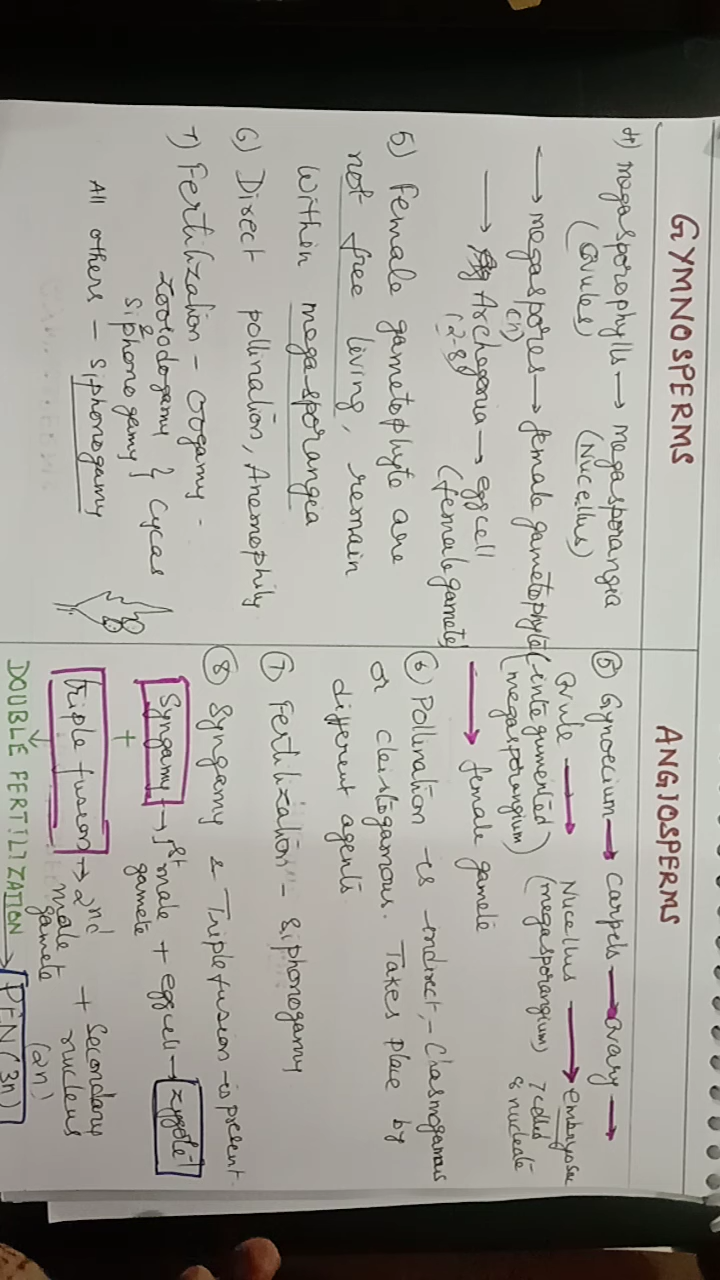 GYMNOSPERMS
4) megasporophylls → megasporangia
(Ovules) (Nucellus)
→ megaspores → female gametophyte
(n)
→ Archegonia → egg cell
(2-8) (female gamete)
5) Female gametophyte are
not free living, remain
within megasporangia
6) Direct pollination, Anemophily
7) Fertilization - Oogamy -
Zooidogamy } Cycas
&
Siphonogamy
All others - Siphonogamy
ANGIOSPERMS
⑤ Gynoecium → carpels → ovary →
Ovule → Nucellus → embryosac
(integumented (megasporangium) 7 celled
megasporangium) 8 nucleate
→ female gamete
⑥ Pollination is indirect, - Chasmogamous
or cleistogamous. Takes place by
different agents.
⑦ Fertilization - Siphonogamy
⑧ Syngamy & Triple fusion is present.
Syngamy → 1st male + egg cell → zygote
gamete
+
triple fusion → 2nd + Secondary
male nucleus
gamete (2n)
DOUBLE FERTILIZATION → PEN (3n)